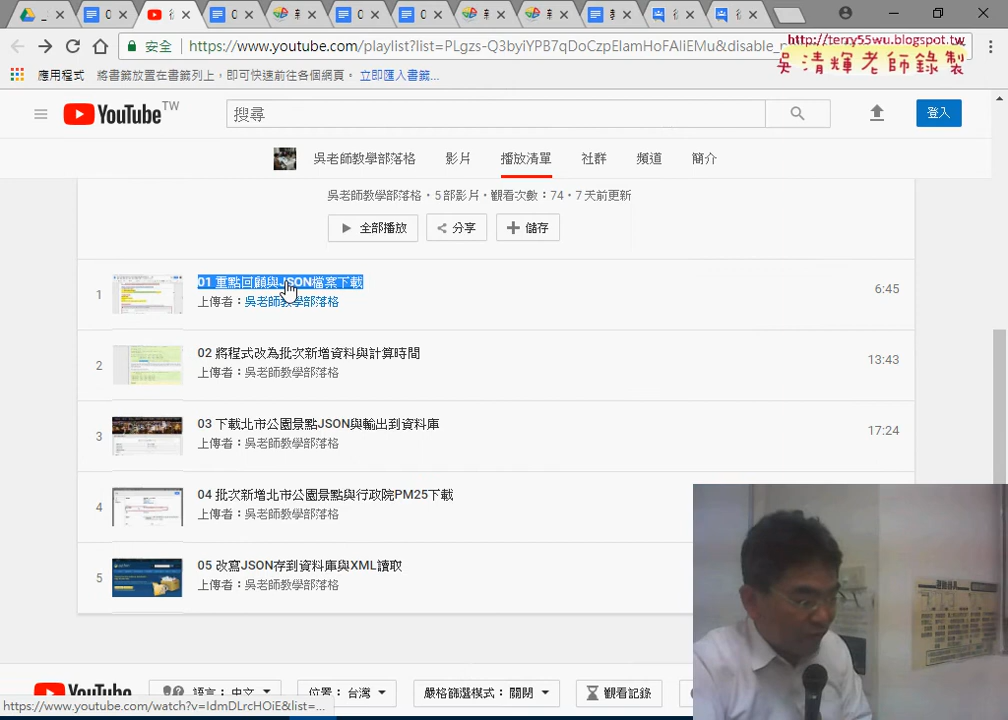 安全
https://www.youtube.com/playlist?list=PLgzs-Q3byiYPB7qDoCzpElamHoFAliEMu&disable_
http://terry55wu.blogspot.tw
吳清輝老師錄製
應用程式
將書籤放置在書籤列上，即可快速前往各個網頁。
立即匯入書籤...
YouTube TW
搜尋
登入
吳老師教學部落格
影片
播放清單
社群
頻道
簡介
吳老師教學部落格・5 部影片・觀看次數：74・7 天前更新
全部播放
分享
儲存
1
01 重點回顧與JSON檔案下載
上傳者：吳老師教學部落格
6:45
2
02 將程式改為批次新增資料與計算時間
上傳者：吳老師教學部落格
13:43
3
03 下載北市公園景點JSON與輸出到資料庫
上傳者：吳老師教學部落格
17:24
4
04 批次新增北市公園景點與行政院PM25下載
上傳者：吳老師教學部落格
5
05 改寫JSON存到資料庫與XML讀取
上傳者：吳老師教學部落格
YouTube
語言：中文
位置：台灣
嚴格篩選模式：關閉
觀看記錄
https://www.youtube.com/watch?v=IdmDLrcHOiE&list=...